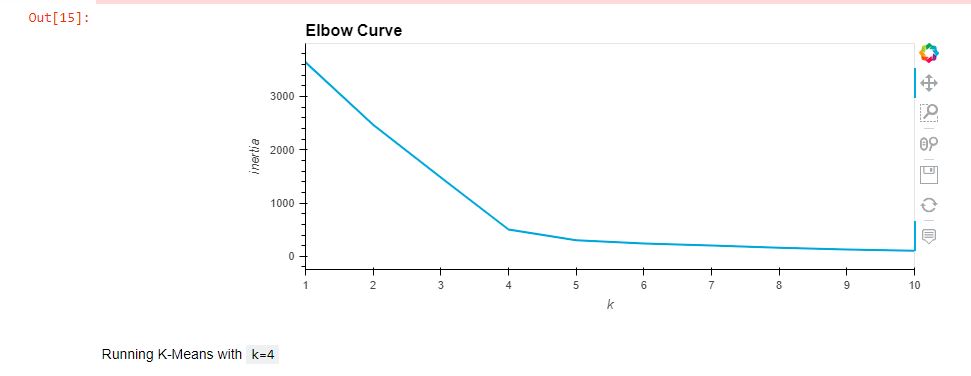 Out[15]:
Elbow Curve
3000
2000
1000
0
inertia
1 2 3 4 5 6 7 8 9 10
k
Running K-Means with k=4